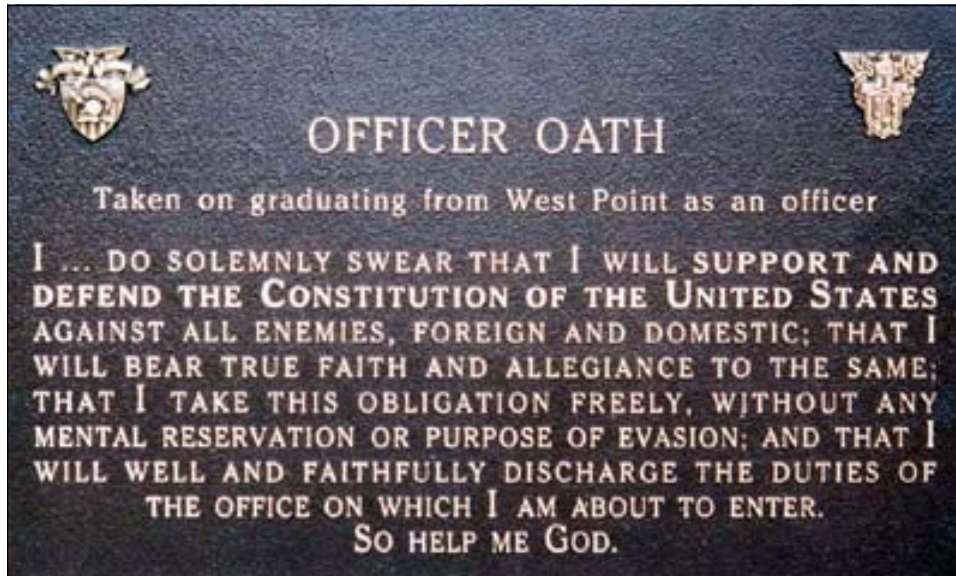 OFFICER OATH
Taken on graduating from West Point as an officer
I ... DO SOLEMNLY SWEAR THAT I WILL SUPPORT AND
DEFEND THE CONSTITUTION OF THE UNITED STATES
AGAINST ALL ENEMIES, FOREIGN AND DOMESTIC; THAT I
WILL BEAR TRUE FAITH AND ALLEGIANCE TO THE SAME;
THAT I TAKE THIS OBLIGATION FREELY, WITHOUT ANY
MENTAL RESERVATION OR PURPOSE OF EVASION; AND THAT I
WILL WELL AND FAITHFULLY DISCHARGE THE DUTIES OF
THE OFFICE ON WHICH I AM ABOUT TO ENTER.
SO HELP ME GOD.